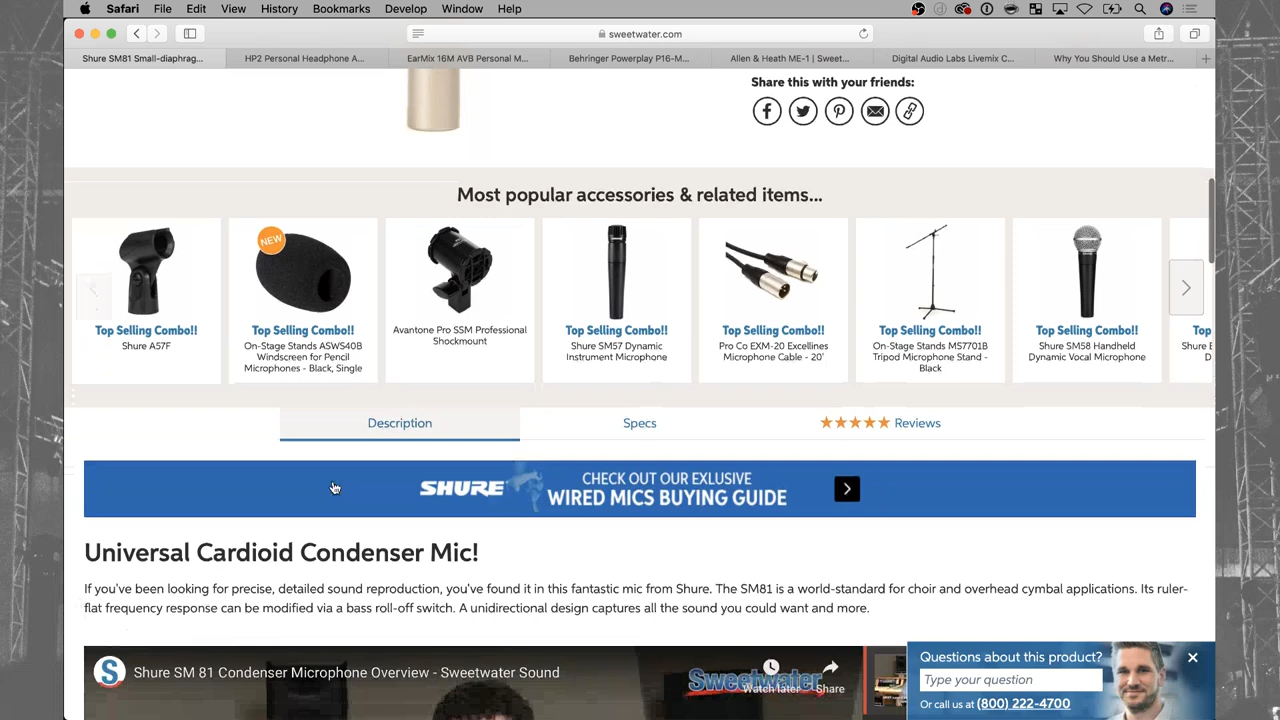 Safari File Edit View History Bookmarks Develop Window Help
sweetwater.com
Shure SM81 Small-diaphrag...
HP2 Personal Headphone A...
EarMix 16M AVB Personal M...
Behringer Powerplay P16-M...
Allen & Heath ME-1 | Sweet...
Digital Audio Labs Livemix C...
Why You Should Use a Metr...
Share this with your friends:
Most popular accessories & related items...
Top Selling Combo!!
Shure A57F
NEW
Top Selling Combo!!
On-Stage Stands ASWS40B
Windscreen for Pencil
Microphones - Black, Single
Avantone Pro SSM Professional
Shockmount
Top Selling Combo!!
Shure SM57 Dynamic
Instrument Microphone
Top Selling Combo!!
Pro Co EXM-20 Excellines
Microphone Cable - 20'
Top Selling Combo!!
On-Stage Stands MS7701B
Tripod Microphone Stand -
Black
Top Selling Combo!!
Shure SM58 Handheld
Dynamic Vocal Microphone
Top
Shure
Description
Specs
Reviews
SHURE
CHECK OUT OUR EXLUSIVE
WIRED MICS BUYING GUIDE
Universal Cardioid Condenser Mic!
If you've been looking for precise, detailed sound reproduction, you've found it in this fantastic mic from Shure. The SM81 is a world-standard for choir and overhead cymbal applications. Its ruler-
flat frequency response can be modified via a bass roll-off switch. A unidirectional design captures all the sound you could want and more.
S
Shure SM 81 Condenser Microphone Overview - Sweetwater Sound
Sweetwater
Watch later
Share
Questions about this product?
Type your question
Or call us at (800) 222-4700